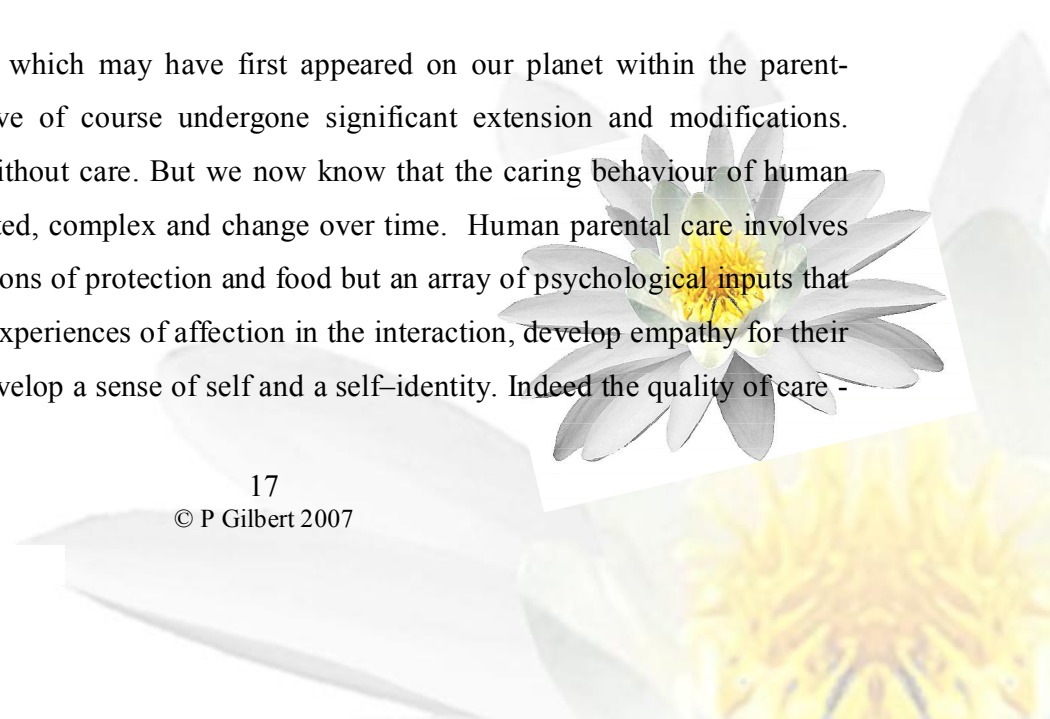 which may have first appeared on our planet within the parent-
ve of course undergone significant extension and modifications.
ithout care. But we now know that the caring behaviour of human
ted, complex and change over time.  Human parental care involves
ons of protection and food but an array of psychological inputs that
xperiences of affection in the interaction, develop empathy for their
velop a sense of self and a self–identity. Indeed the quality of care -
17
© P Gilbert 2007